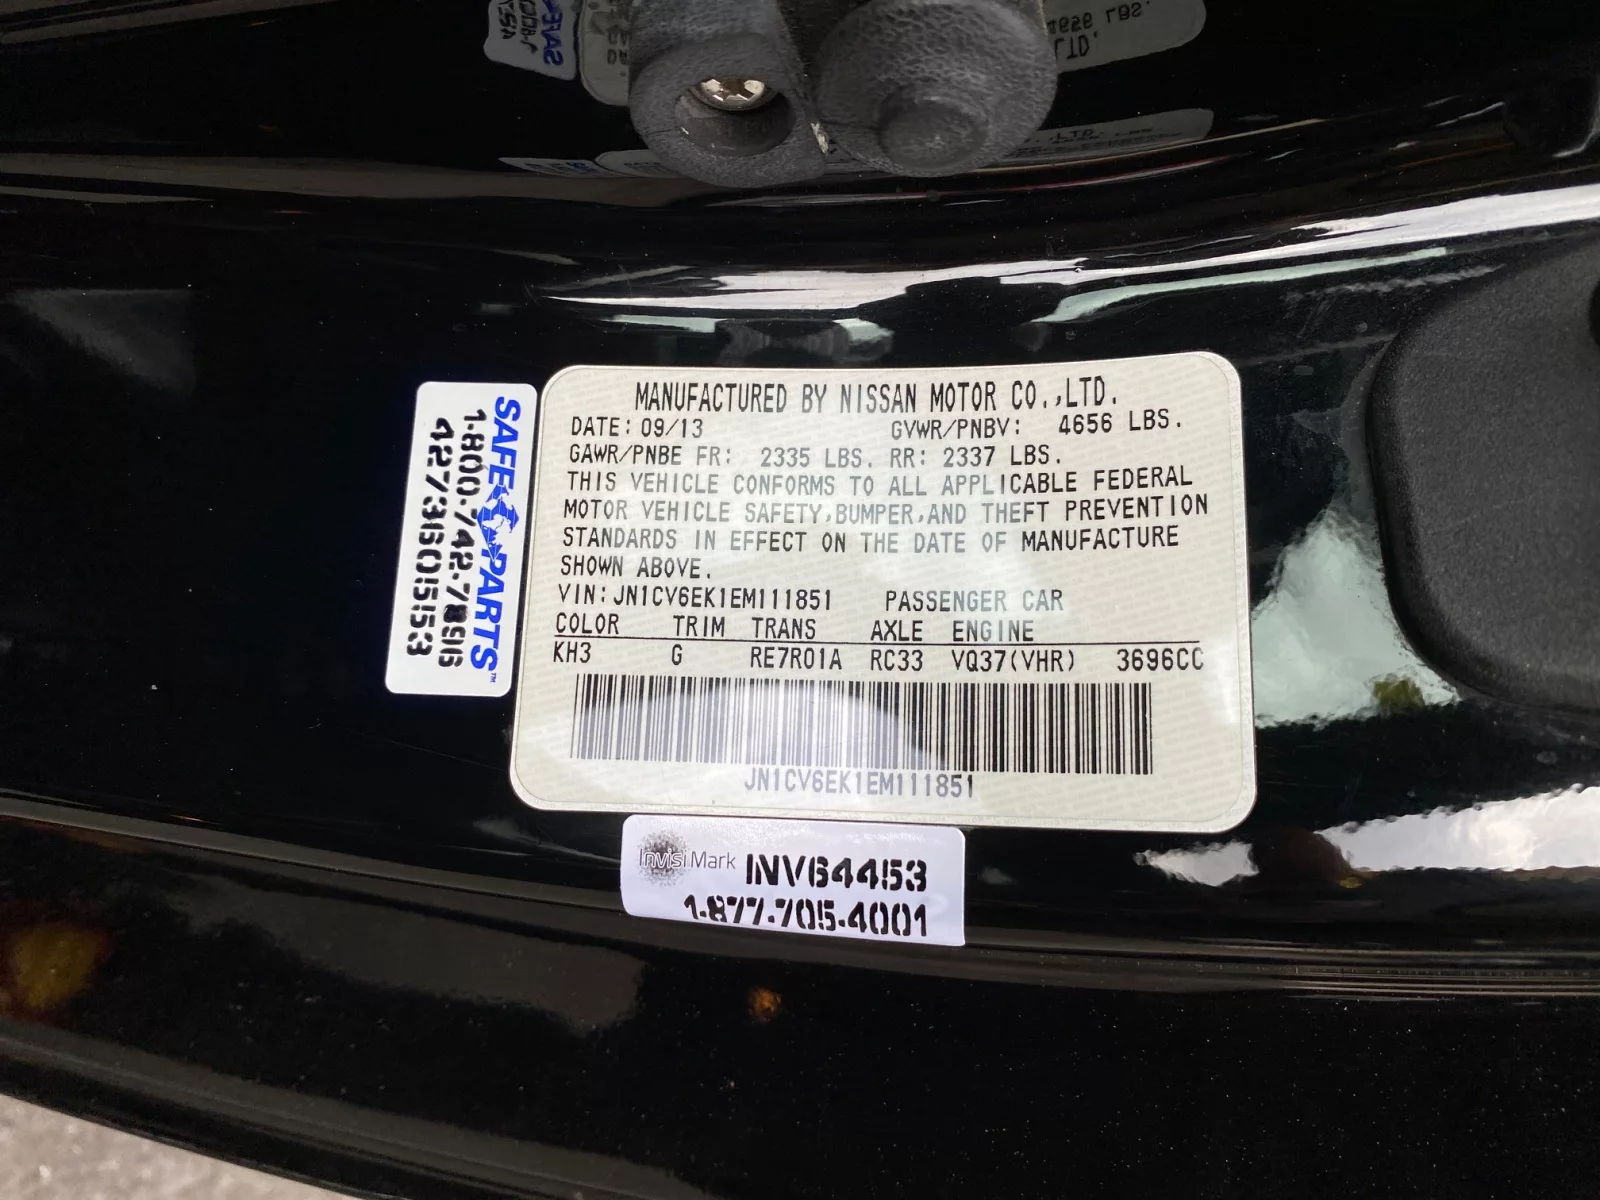 MANUFACTURED BY NISSAN MOTOR CO.,LTD.
DATE: 09/13 GVWR/PNBV: 4656 LBS.
GAWR/PNBE FR: 2335 LBS. RR: 2337 LBS.
THIS VEHICLE CONFORMS TO ALL APPLICABLE FEDERAL
MOTOR VEHICLE SAFETY,BUMPER,AND THEFT PREVENTION
STANDARDS IN EFFECT ON THE DATE OF MANUFACTURE
SHOWN ABOVE.
VIN: JN1CV6EK1EM111851 PASSENGER CAR
COLOR TRIM TRANS AXLE ENGINE
KH3 G RE7R01A RC33 VQ37(VHR) 3696CC
JN1CV6EK1EM111851
SAFE PARTS™
1-800-742-7896
427360553
InvisiMark INV64453
1-877-705-4001